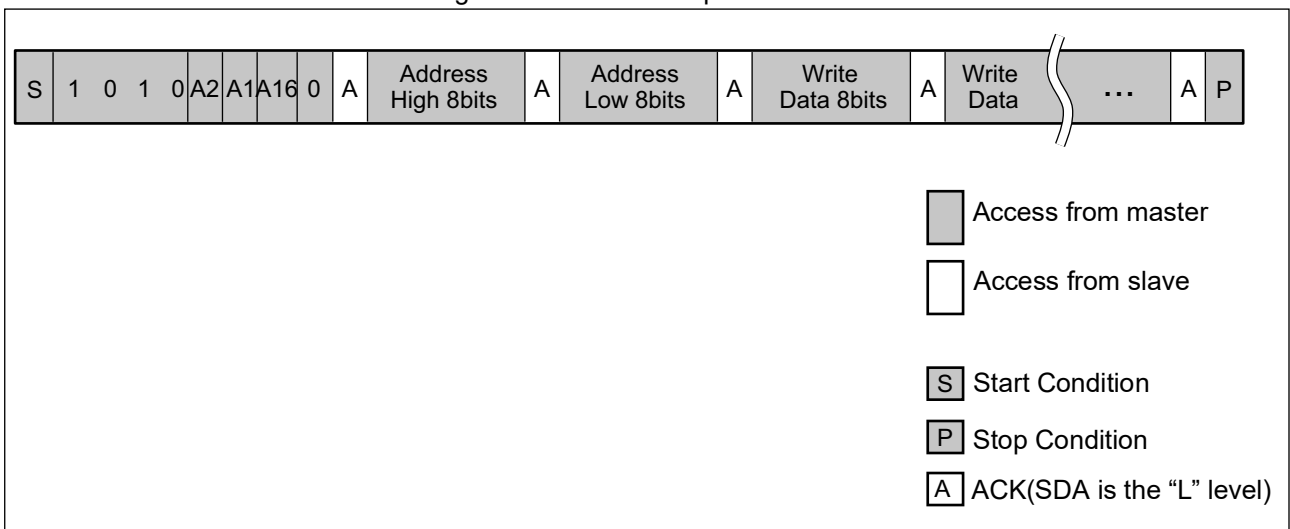 S 1 0 1 0 A2 A1 A16 0 A Address High 8bits A Address Low 8bits A Write Data 8bits A Write Data ... A P
Access from master
Access from slave
S Start Condition
P Stop Condition
A ACK(SDA is the “L” level)